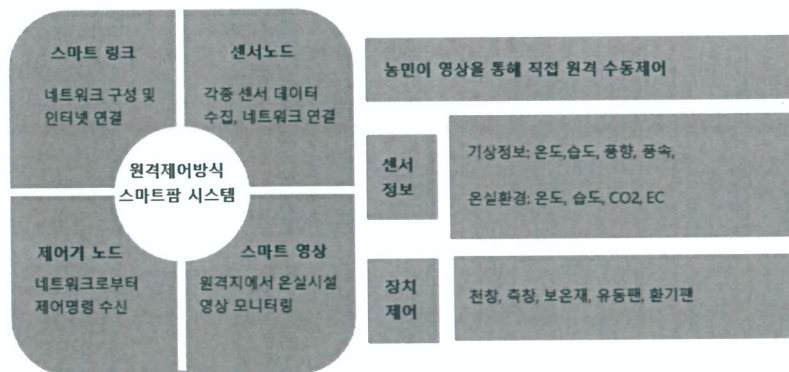 스마트 링크
네트워크 구성 및
인터넷 연결
센서노드
각종 센서 데이터
수집, 네트워크 연결
원격제어방식
스마트팜 시스템
제어기 노드
네트워크로부터
제어명령 수신
스마트 영상
원격지에서 온실시설
영상 모니터링
농민이 영상을 통해 직접 원격 수동제어
센서
정보
기상정보: 온도,습도, 풍향, 풍속,
온실환경: 온도, 습도, CO2, EC
장치
제어
천창, 측창, 보온재, 유동팬, 환기팬